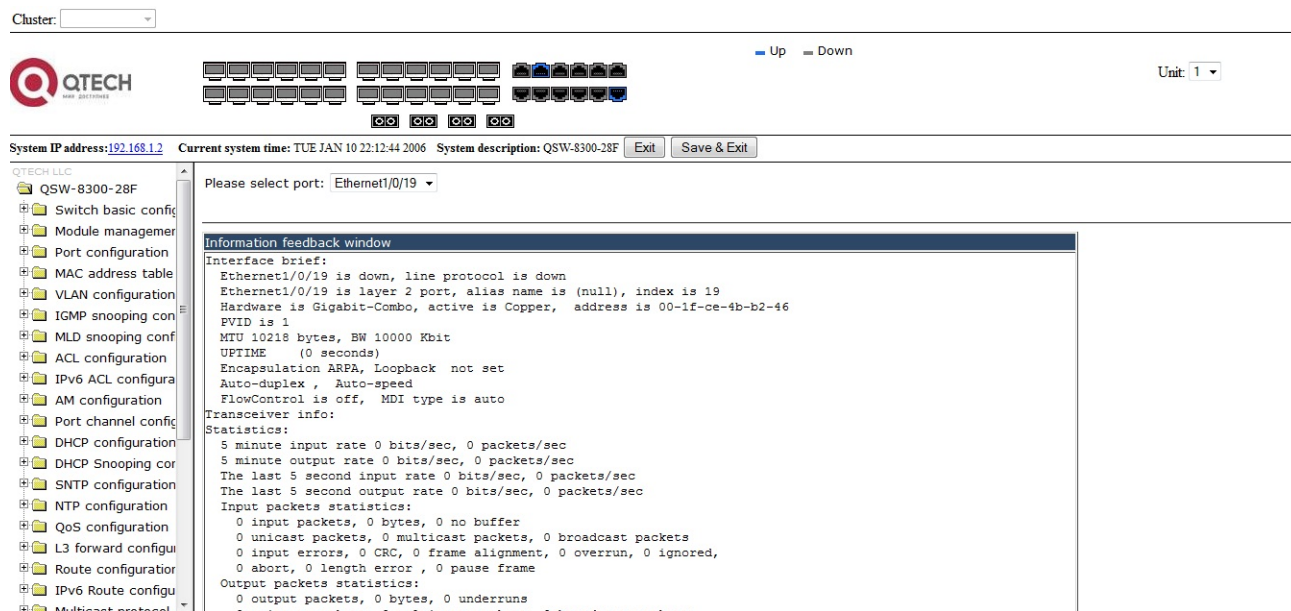 Cluster:
Up Down
QTECH
МИР ДОСТУПНЕЕ
Unit: 1
System IP address:192.168.1.2 Current system time: TUE JAN 10 22:12:44 2006 System description: QSW-8300-28F Exit Save & Exit
QTECH LLC
QSW-8300-28F
Switch basic config
Module managemer
Port configuration
MAC address table
VLAN configuration
IGMP snooping con
MLD snooping conf
ACL configuration
IPv6 ACL configura
AM configuration
Port channel config
DHCP configuration
DHCP Snooping cor
SNTP configuration
NTP configuration
QoS configuration
L3 forward configur
Route configuration
IPv6 Route configu
Multicast protocol
Please select port: Ethernet1/0/19
Information feedback window
Interface brief:
Ethernet1/0/19 is down, line protocol is down
Ethernet1/0/19 is layer 2 port, alias name is (null), index is 19
Hardware is Gigabit-Combo, active is Copper, address is 00-1f-ce-4b-b2-46
PVID is 1
MTU 10218 bytes, BW 10000 Kbit
UPTIME (0 seconds)
Encapsulation ARPA, Loopback not set
Auto-duplex , Auto-speed
FlowControl is off, MDI type is auto
Transceiver info:
Statistics:
5 minute input rate 0 bits/sec, 0 packets/sec
5 minute output rate 0 bits/sec, 0 packets/sec
The last 5 second input rate 0 bits/sec, 0 packets/sec
The last 5 second output rate 0 bits/sec, 0 packets/sec
Input packets statistics:
0 input packets, 0 bytes, 0 no buffer
0 unicast packets, 0 multicast packets, 0 broadcast packets
0 input errors, 0 CRC, 0 frame alignment, 0 overrun, 0 ignored,
0 abort, 0 length error , 0 pause frame
Output packets statistics:
0 output packets, 0 bytes, 0 underruns